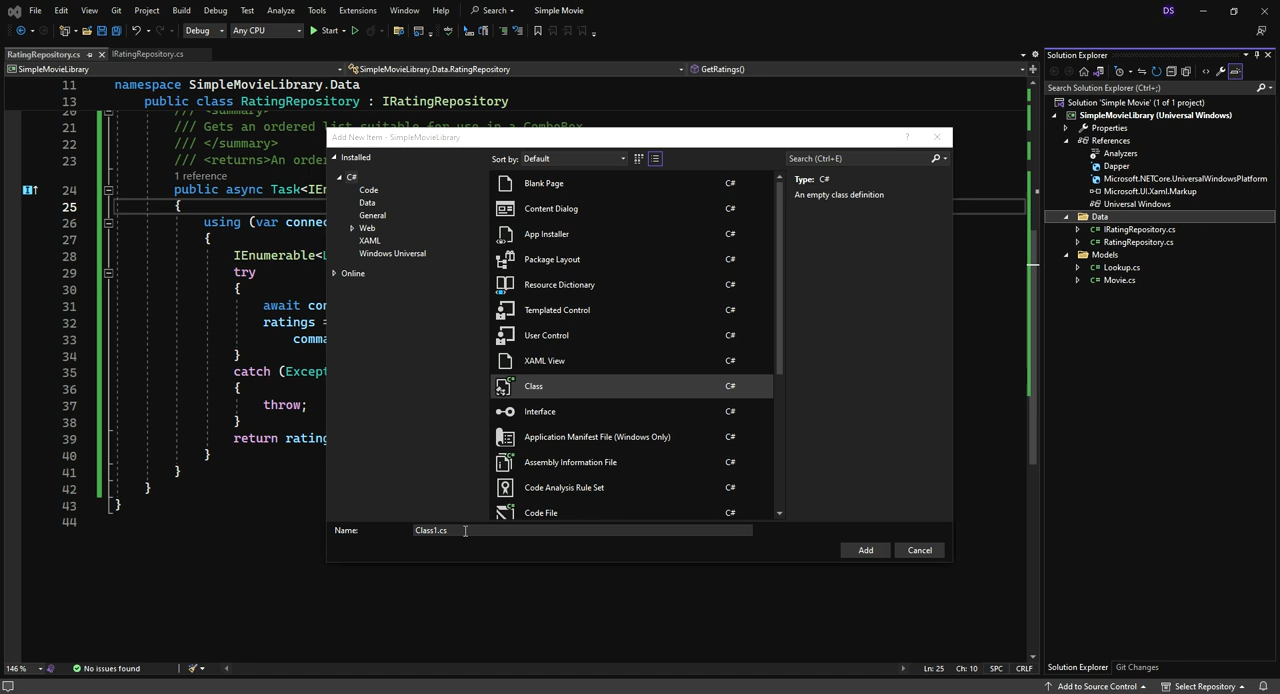 File Edit View Git Project Build Debug Test Analyze Tools Extensions Window Help Search Simple Movie DS
Debug Any CPU Start
RatingRepository.cs IRatingRepository.cs
SimpleMovieLibrary SimpleMovieLibrary.Data.RatingRepository GetRatings()
11 namespace SimpleMovieLibrary.Data
13 public class RatingRepository : IRatingRepository
20 /// <summary>
21 /// Gets an ordered list suitable for use in a ComboBox
22 /// </summary>
23 /// <returns>An order
1 reference
24 public async Task<IEn
25 {
26 using (var connec
27 {
28 IEnumerable<L
29 try
30 {
31 await con
32 ratings =
33 comma
34 }
35 catch (Except
36 {
37 throw;
38 }
39 return rating
40 }
41 }
42 }
43 }
44
Add New Item - SimpleMovieLibrary ?
Installed
C#
Code
Data
General
Web
XAML
Windows Universal
Online
Sort by: Default
Blank Page C#
Content Dialog C#
App Installer C#
Package Layout C#
Resource Dictionary C#
Templated Control C#
User Control C#
XAML View C#
Class C#
Interface C#
Application Manifest File (Windows Only) C#
Assembly Information File C#
Code Analysis Rule Set C#
Code File C#
Search (Ctrl+E)
Type: C#
An empty class definition
Name: Class1.cs
Add Cancel
Solution Explorer
Search Solution Explorer (Ctrl+;)
Solution 'Simple Movie' (1 of 1 project)
SimpleMovieLibrary (Universal Windows)
Properties
References
Analyzers
Dapper
Microsoft.NETCore.UniversalWindowsPlatform
Microsoft.UI.Xaml.Markup
Universal Windows
Data
C# IRatingRepository.cs
C# RatingRepository.cs
Models
C# Lookup.cs
C# Movie.cs
Solution Explorer Git Changes
146 % No issues found Ln: 25 Ch: 10 SPC CRLF
Add to Source Control Select Repository